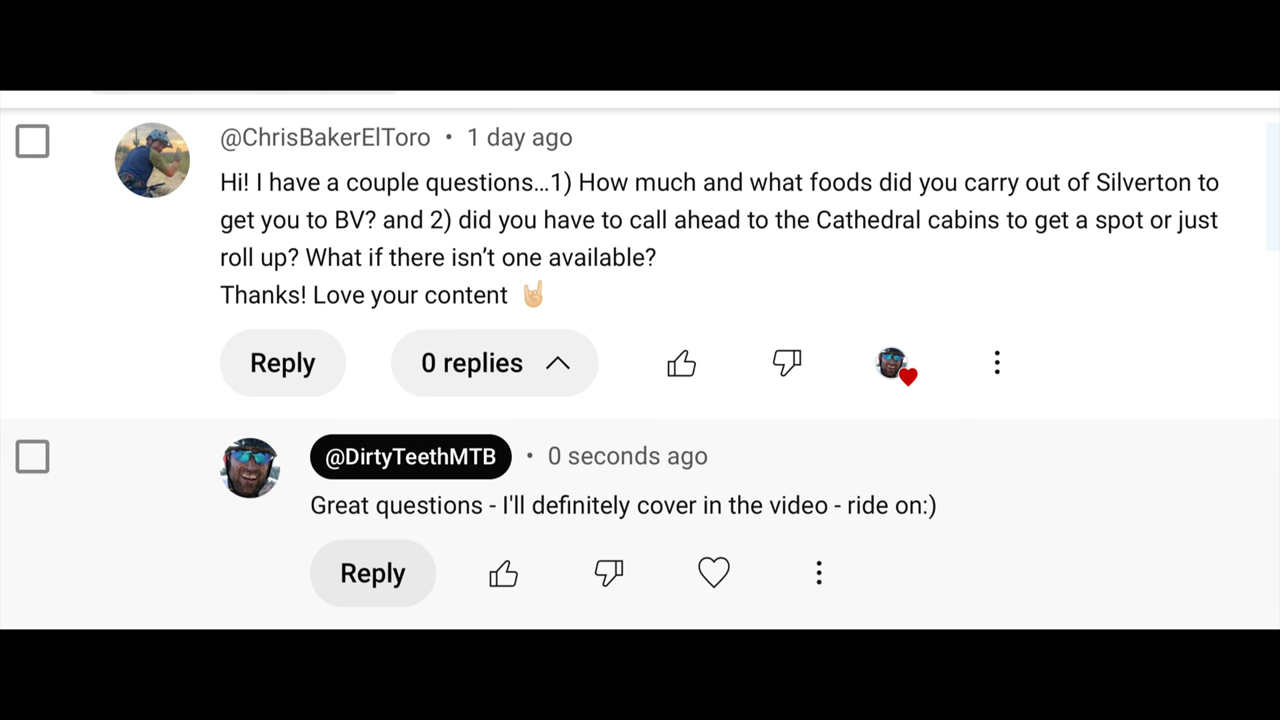 @ChrisBakerElToro • 1 day ago
Hi! I have a couple questions...1) How much and what foods did you carry out of Silverton to
get you to BV? and 2) did you have to call ahead to the Cathedral cabins to get a spot or just
roll up? What if there isn’t one available?
Thanks! Love your content 🤘🏼
Reply 0 replies
@DirtyTeethMTB • 0 seconds ago
Great questions - I'll definitely cover in the video - ride on:)
Reply